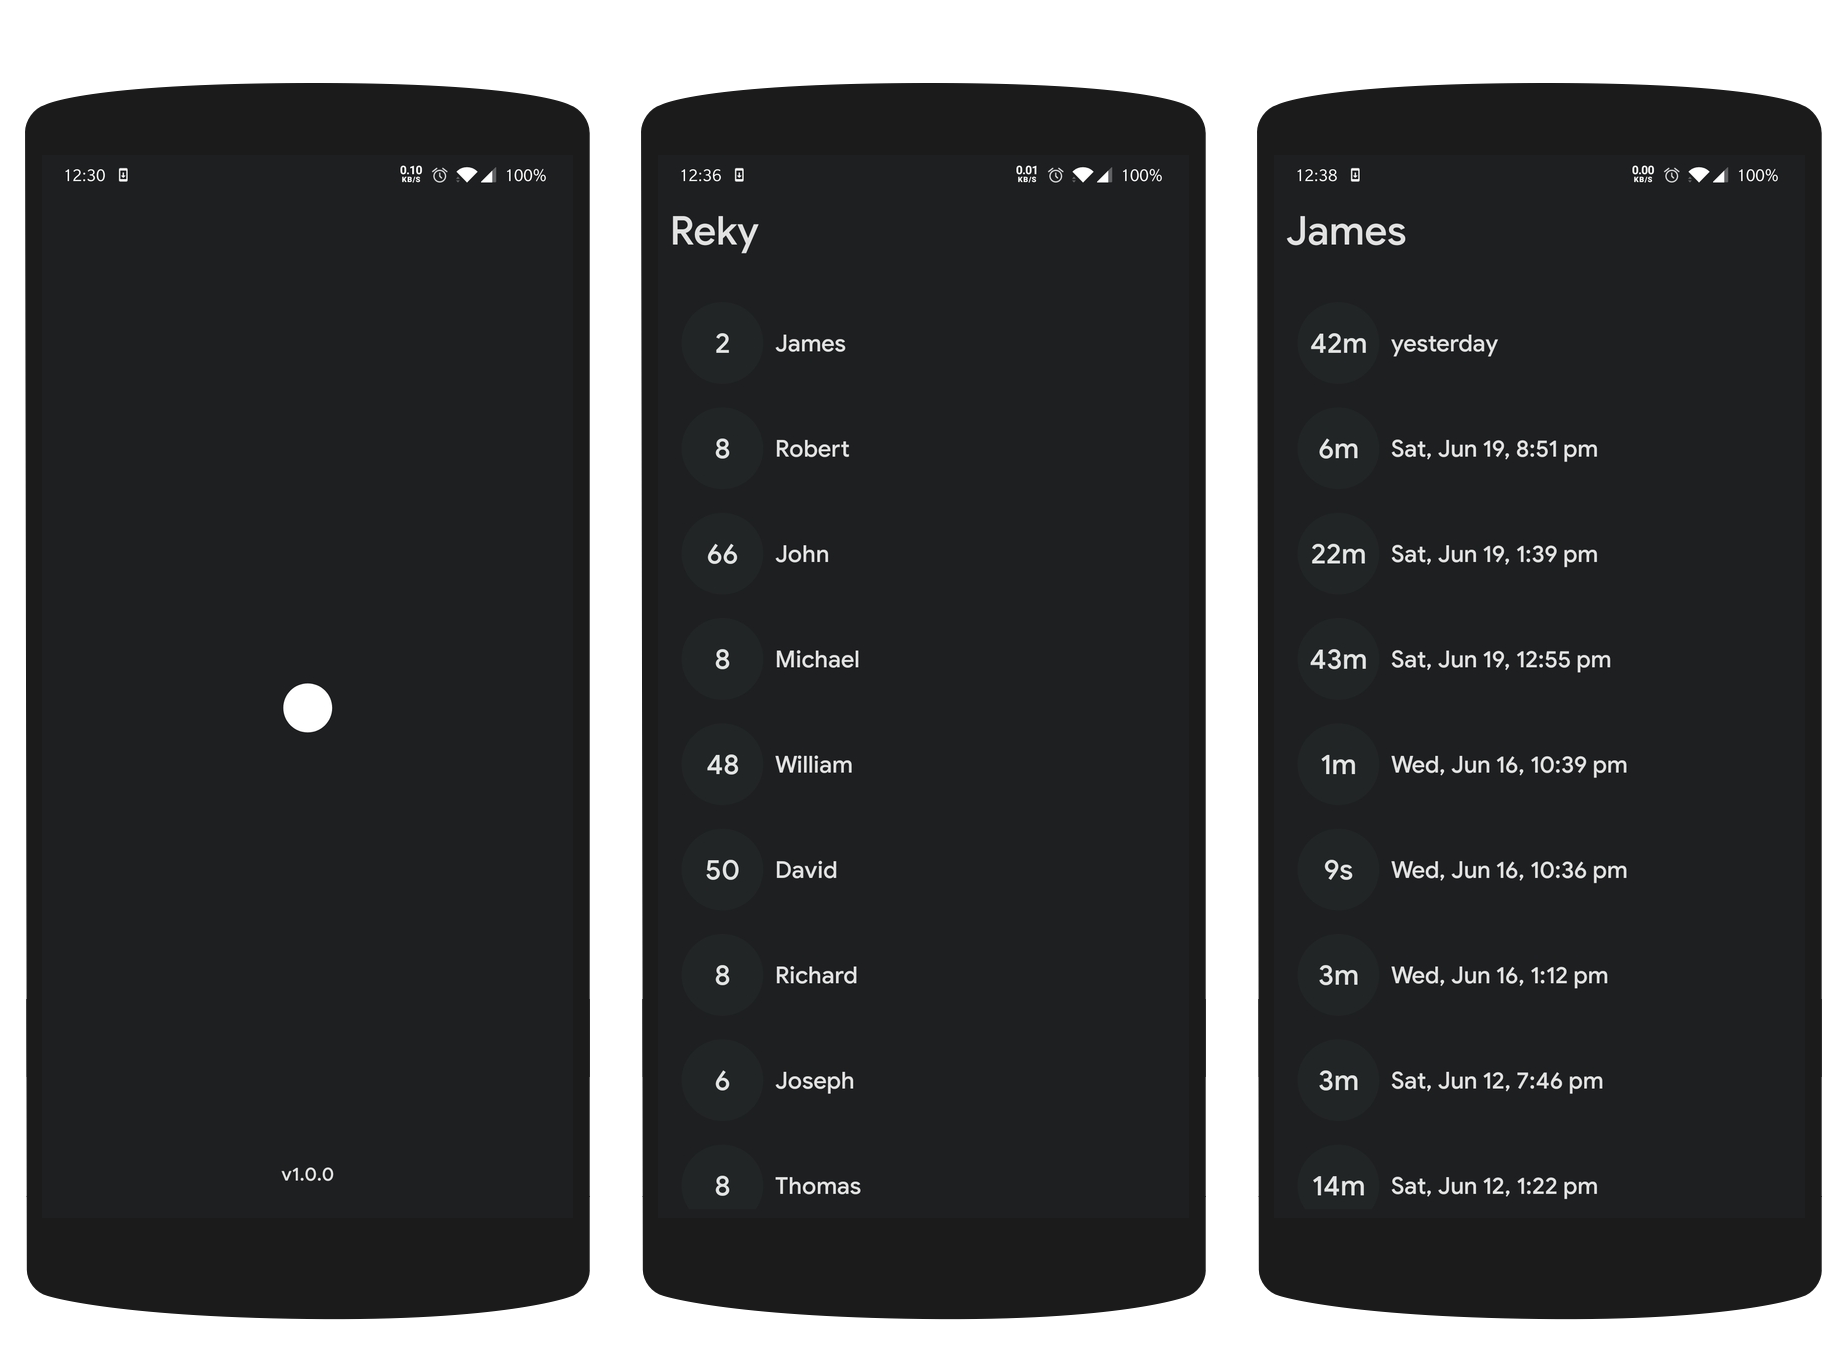 12:30 0.10 KB/S 100%
v1.0.0
12:36 0.01 KB/S 100%
Reky
2 James
8 Robert
66 John
8 Michael
48 William
50 David
8 Richard
6 Joseph
8 Thomas
12:38 0.00 KB/S 100%
James
42m yesterday
6m Sat, Jun 19, 8:51 pm
22m Sat, Jun 19, 1:39 pm
43m Sat, Jun 19, 12:55 pm
1m Wed, Jun 16, 10:39 pm
9s Wed, Jun 16, 10:36 pm
3m Wed, Jun 16, 1:12 pm
3m Sat, Jun 12, 7:46 pm
14m Sat, Jun 12, 1:22 pm